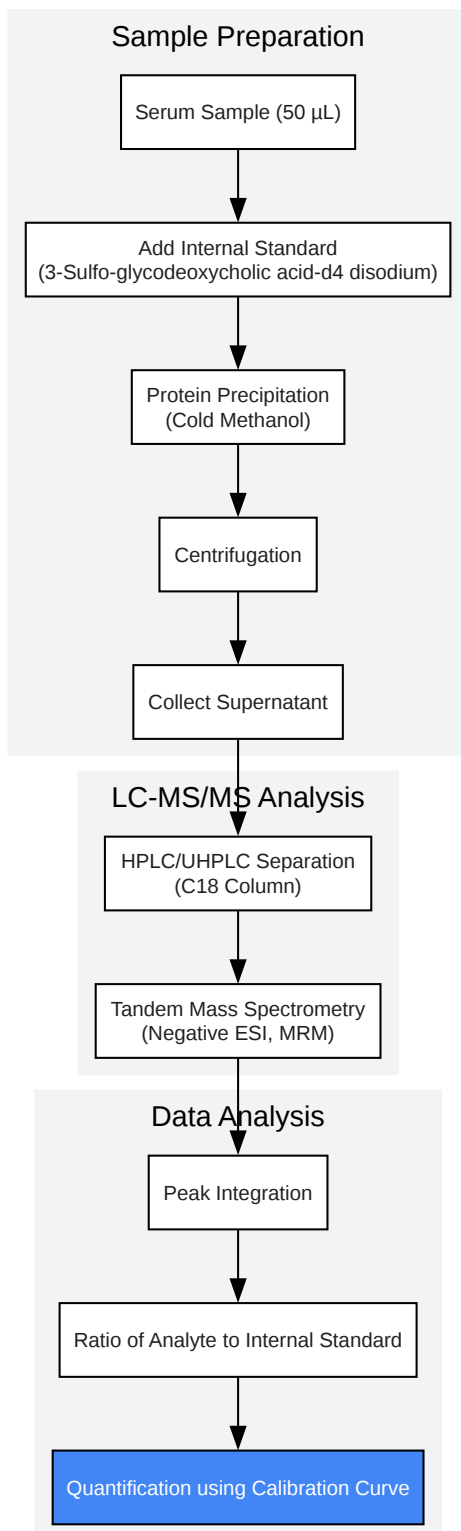 Sample Preparation
Serum Sample (50 µL)
Add Internal Standard
(3-Sulfo-glycodeoxycholic acid-d4 disodium)
Protein Precipitation
(Cold Methanol)
Centrifugation
Collect Supernatant
LC-MS/MS Analysis
HPLC/UHPLC Separation
(C18 Column)
Tandem Mass Spectrometry
(Negative ESI, MRM)
Data Analysis
Peak Integration
Ratio of Analyte to Internal Standard
Quantification using Calibration Curve